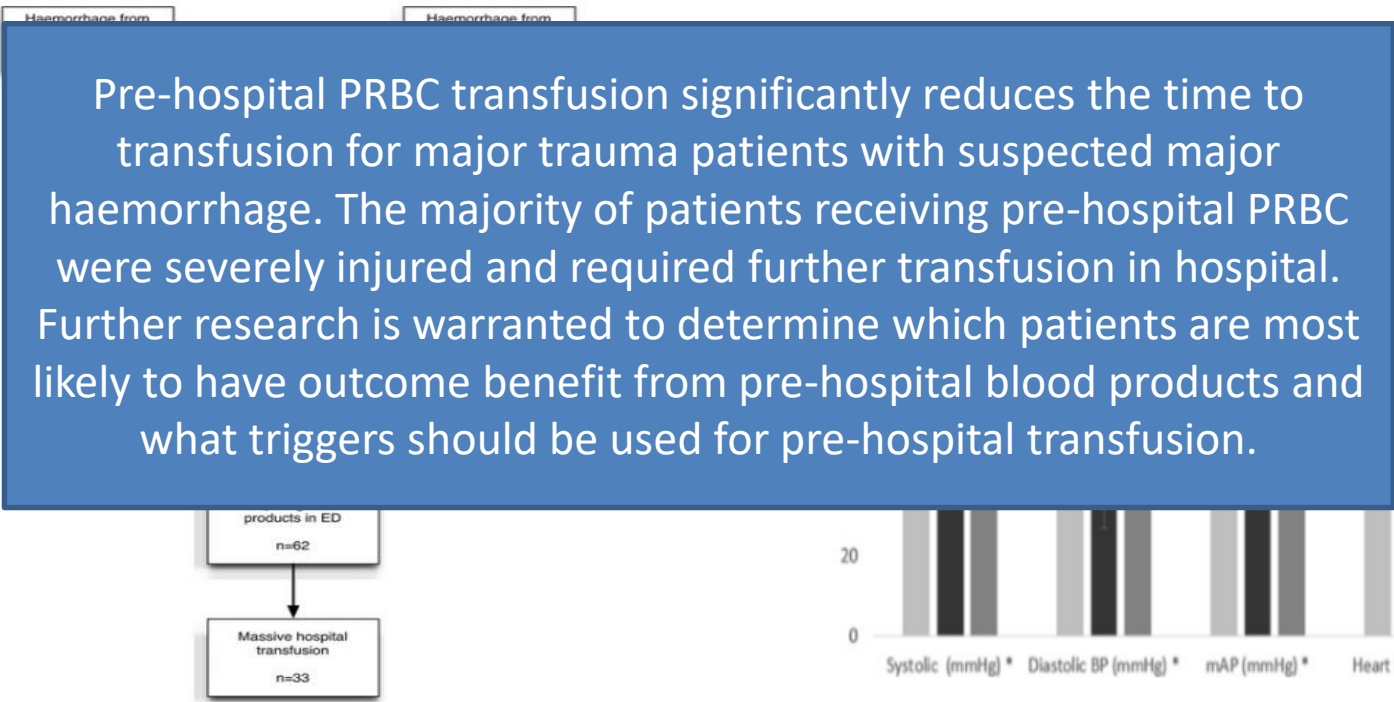 Haemorrhage from
Haemorrhage from
Pre-hospital PRBC transfusion significantly reduces the time to
transfusion for major trauma patients with suspected major
haemorrhage. The majority of patients receiving pre-hospital PRBC
were severely injured and required further transfusion in hospital.
Further research is warranted to determine which patients are most
likely to have outcome benefit from pre-hospital blood products and
what triggers should be used for pre-hospital transfusion.
products in ED
n=62
Massive hospital
transfusion
n=33
20
0
Systolic (mmHg) * Diastolic BP (mmHg) * mAP (mmHg) * Heart